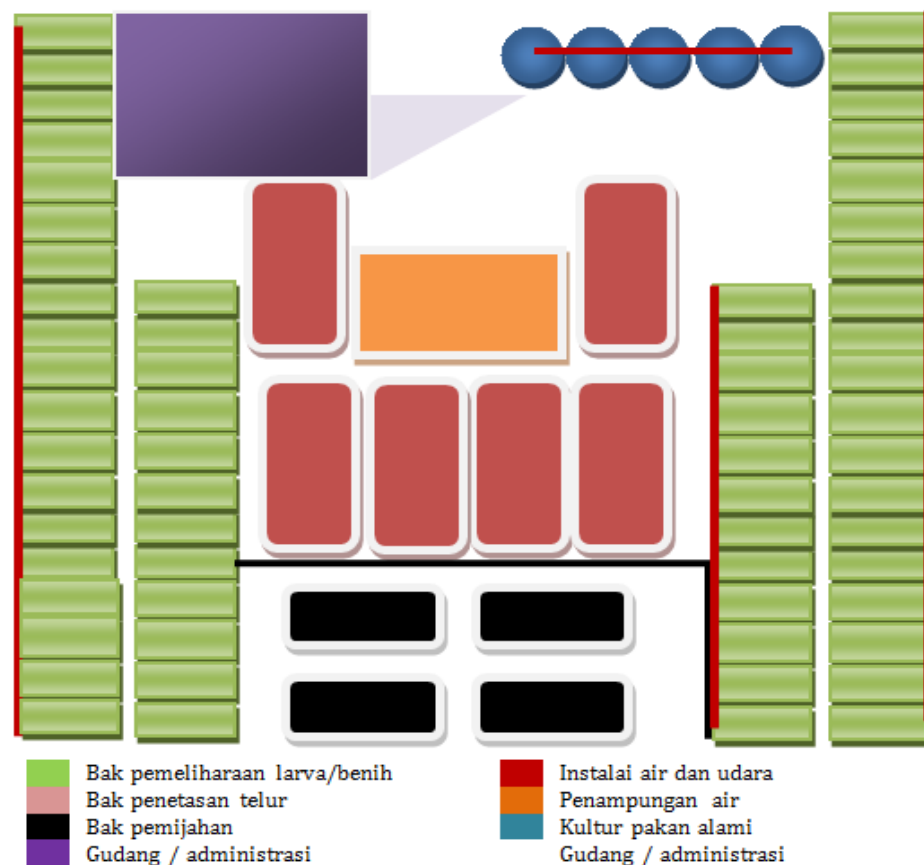 Bak pemeliharaan larva/benih
Bak penetasan telur
Bak pemijahan
Gudang / administrasi
Instalai air dan udara
Penampungan air
Kultur pakan alami
Gudang / administrasi